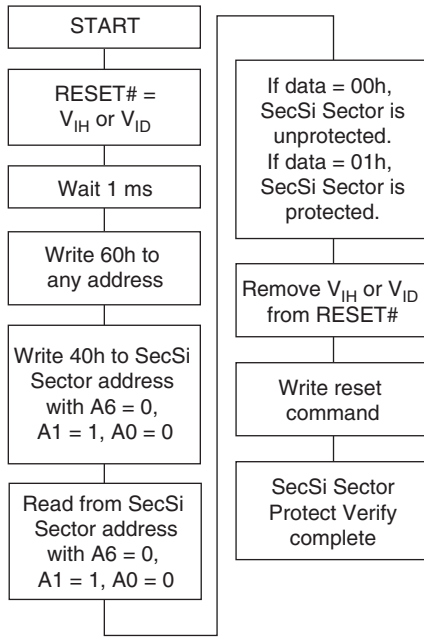 START
RESET# =
V_IH or V_ID
Wait 1 ms
Write 60h to
any address
Write 40h to SecSi
Sector address
with A6 = 0,
A1 = 1, A0 = 0
Read from SecSi
Sector address
with A6 = 0,
A1 = 1, A0 = 0
If data = 00h,
SecSi Sector is
unprotected.
If data = 01h,
SecSi Sector is
protected.
Remove V_IH or V_ID
from RESET#
Write reset
command
SecSi Sector
Protect Verify
complete